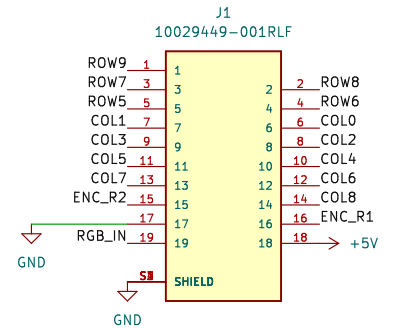 J1
10029449-001RLF
ROW9 1 1
ROW7 3 3 2 2 ROW8
ROW5 5 5 4 4 ROW6
COL1 7 7 6 6 COL0
COL3 9 9 8 8 COL2
COL5 11 11 10 10 COL4
COL7 13 13 12 12 COL6
ENC_R2 15 15 14 14 COL8
17 17 16 16 ENC_R1
RGB_IN 19 19 18 18 +5V
GND
SHIELD
GND